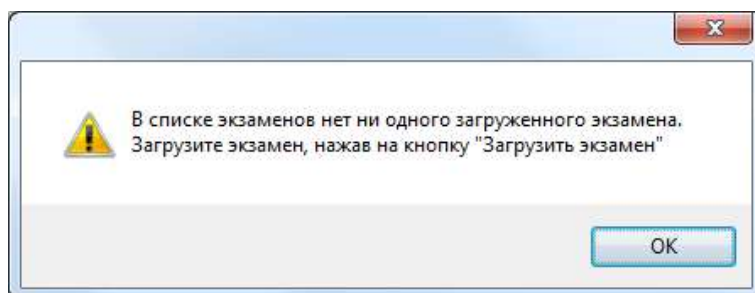 В списке экзаменов нет ни одного загруженного экзамена.
Загрузите экзамен, нажав на кнопку "Загрузить экзамен"
OK